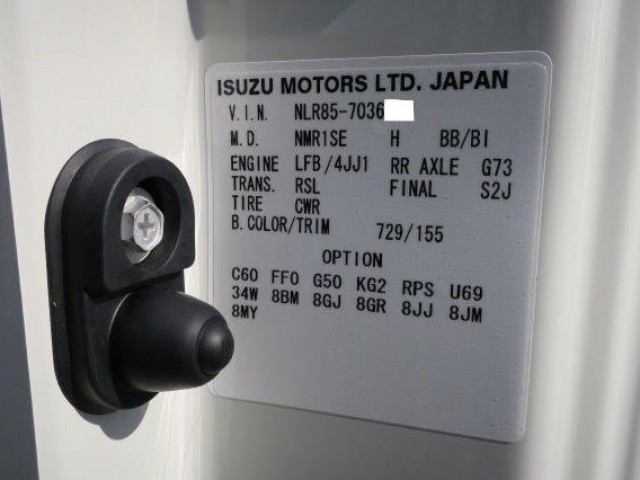 ISUZU MOTORS LTD. JAPAN
V.I.N. NLR85-7036
M.D. NMR1SE H BB/BI
ENGINE LFB/4JJ1 RR AXLE G73
TRANS. RSL FINAL S2J
TIRE CWR
B.COLOR/TRIM 729/155
OPTION
C60 FF0 G50 KG2 RPS U69
34W 8BM 8GJ 8GR 8JJ 8JM
8MY